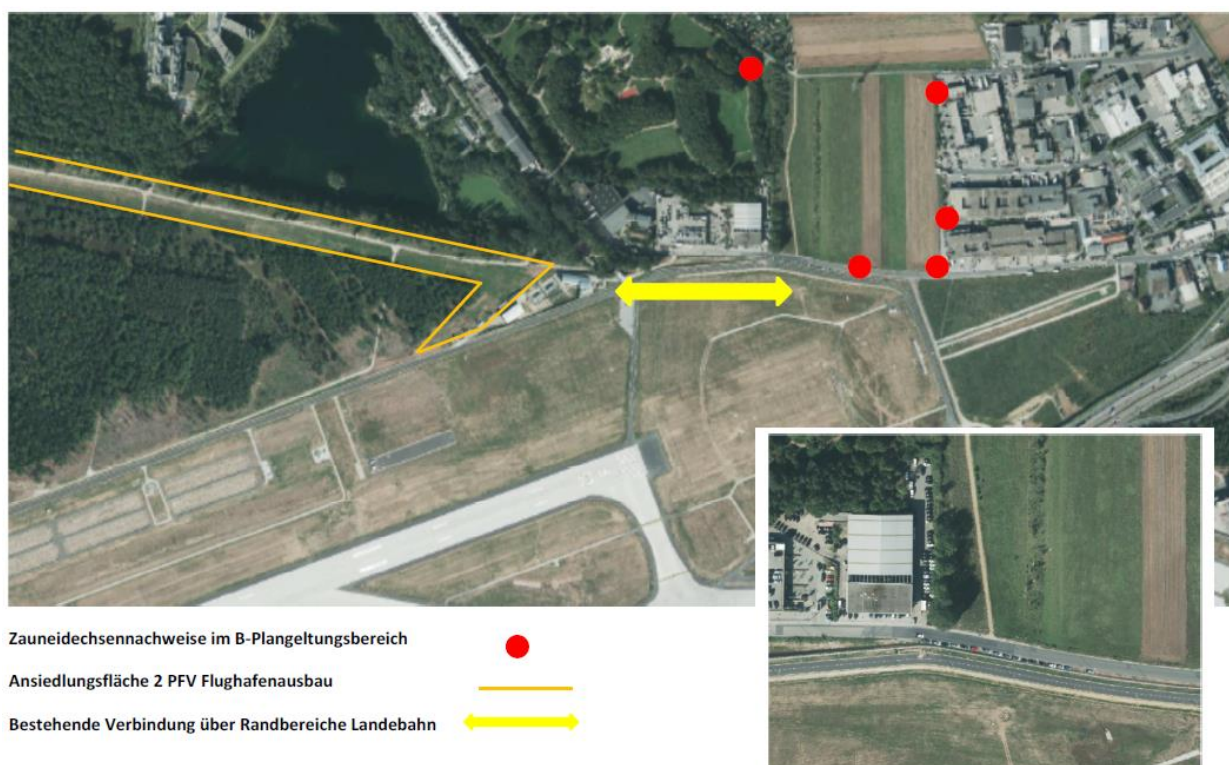 Zauneidechsennachweise im B-Plangeltungsbereich
Ansiedlungsfläche 2 PFV Flughafenausbau
Bestehende Verbindung über Randbereiche Landebahn